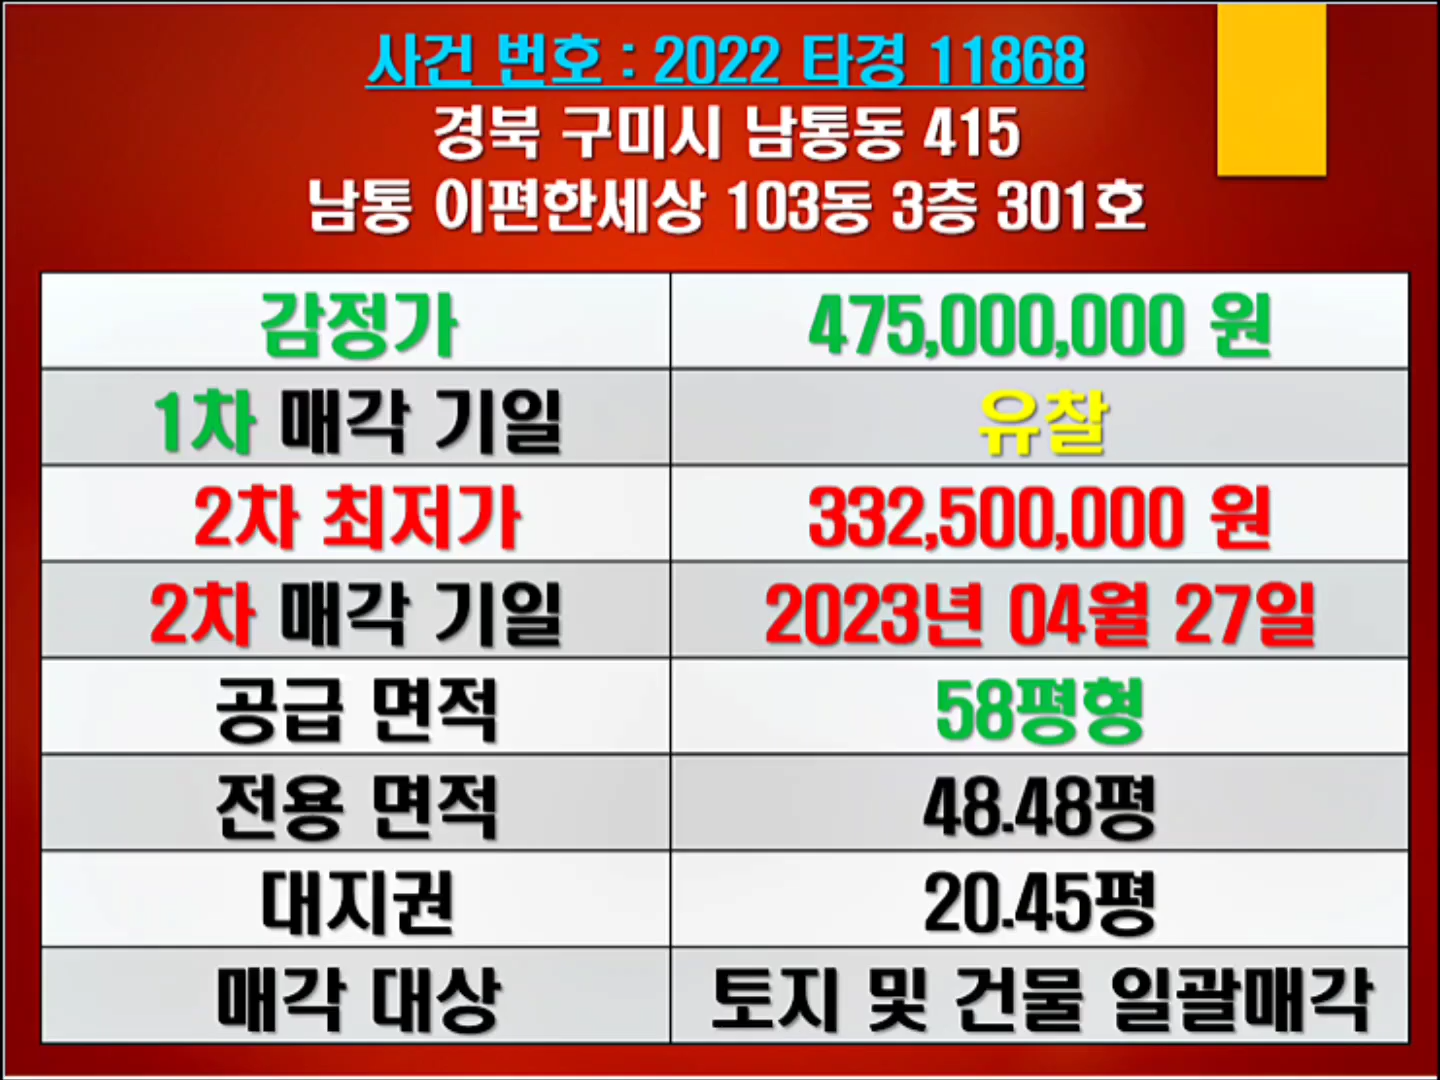 사건 번호 : 2022 타경 11868
경북 구미시 남통동 415
남통 이편한세상 103동 3층 301호
감정가 475,000,000 원
1차 매각 기일 유찰
2차 최저가 332,500,000 원
2차 매각 기일 2023년 04월 27일
공급 면적 58평형
전용 면적 48.48평
대지권 20.45평
매각 대상 토지 및 건물 일괄매각